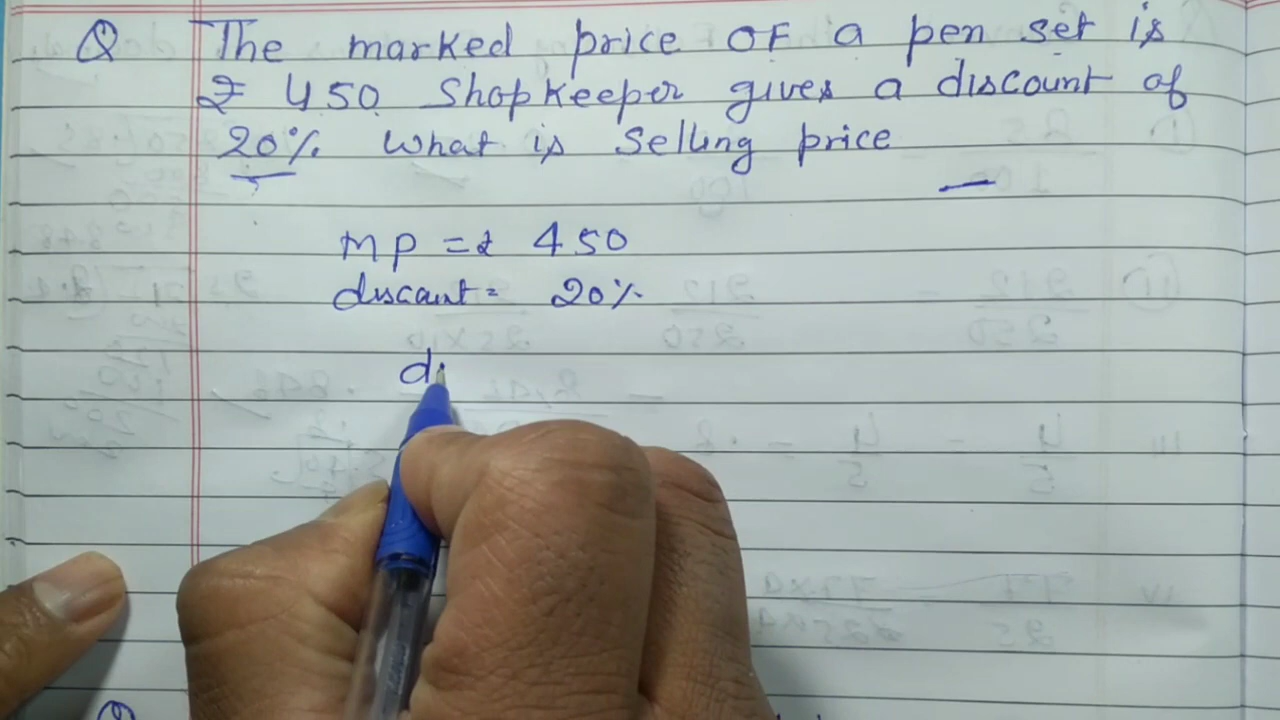 Q The marked price OF a pen set is
₹ 450 Shopkeeper gives a discount of
20% What is Selling price
MP = ₹ 450
discount = 20%
di
Q